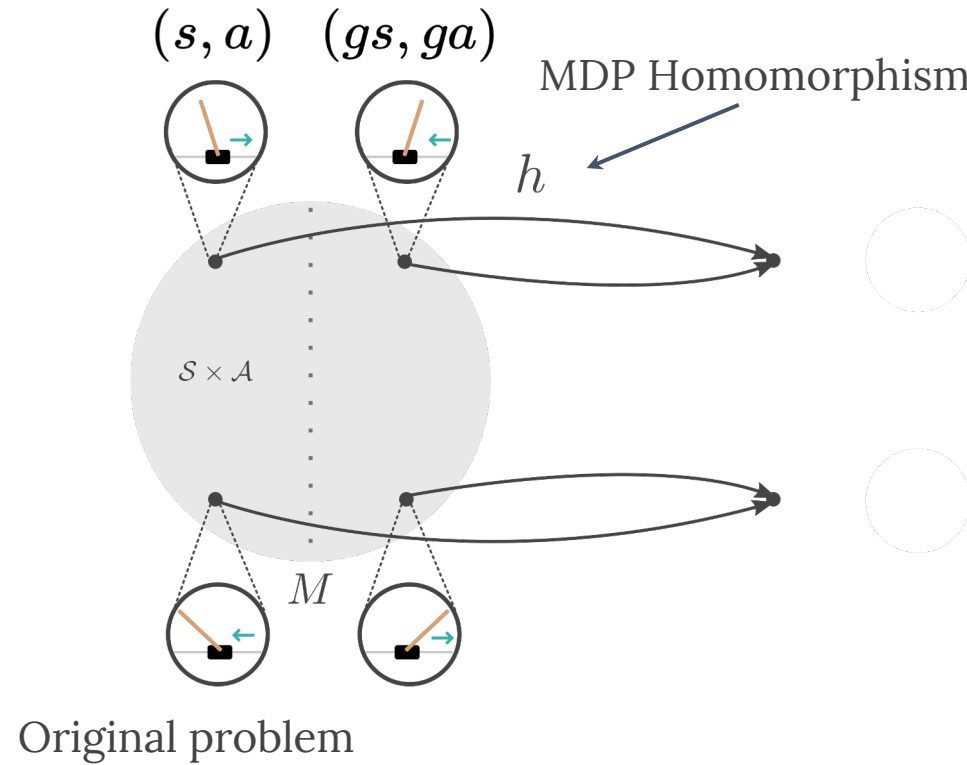 (s, a) (gs, ga)
MDP Homomorphism
h
S × A
M
Original problem